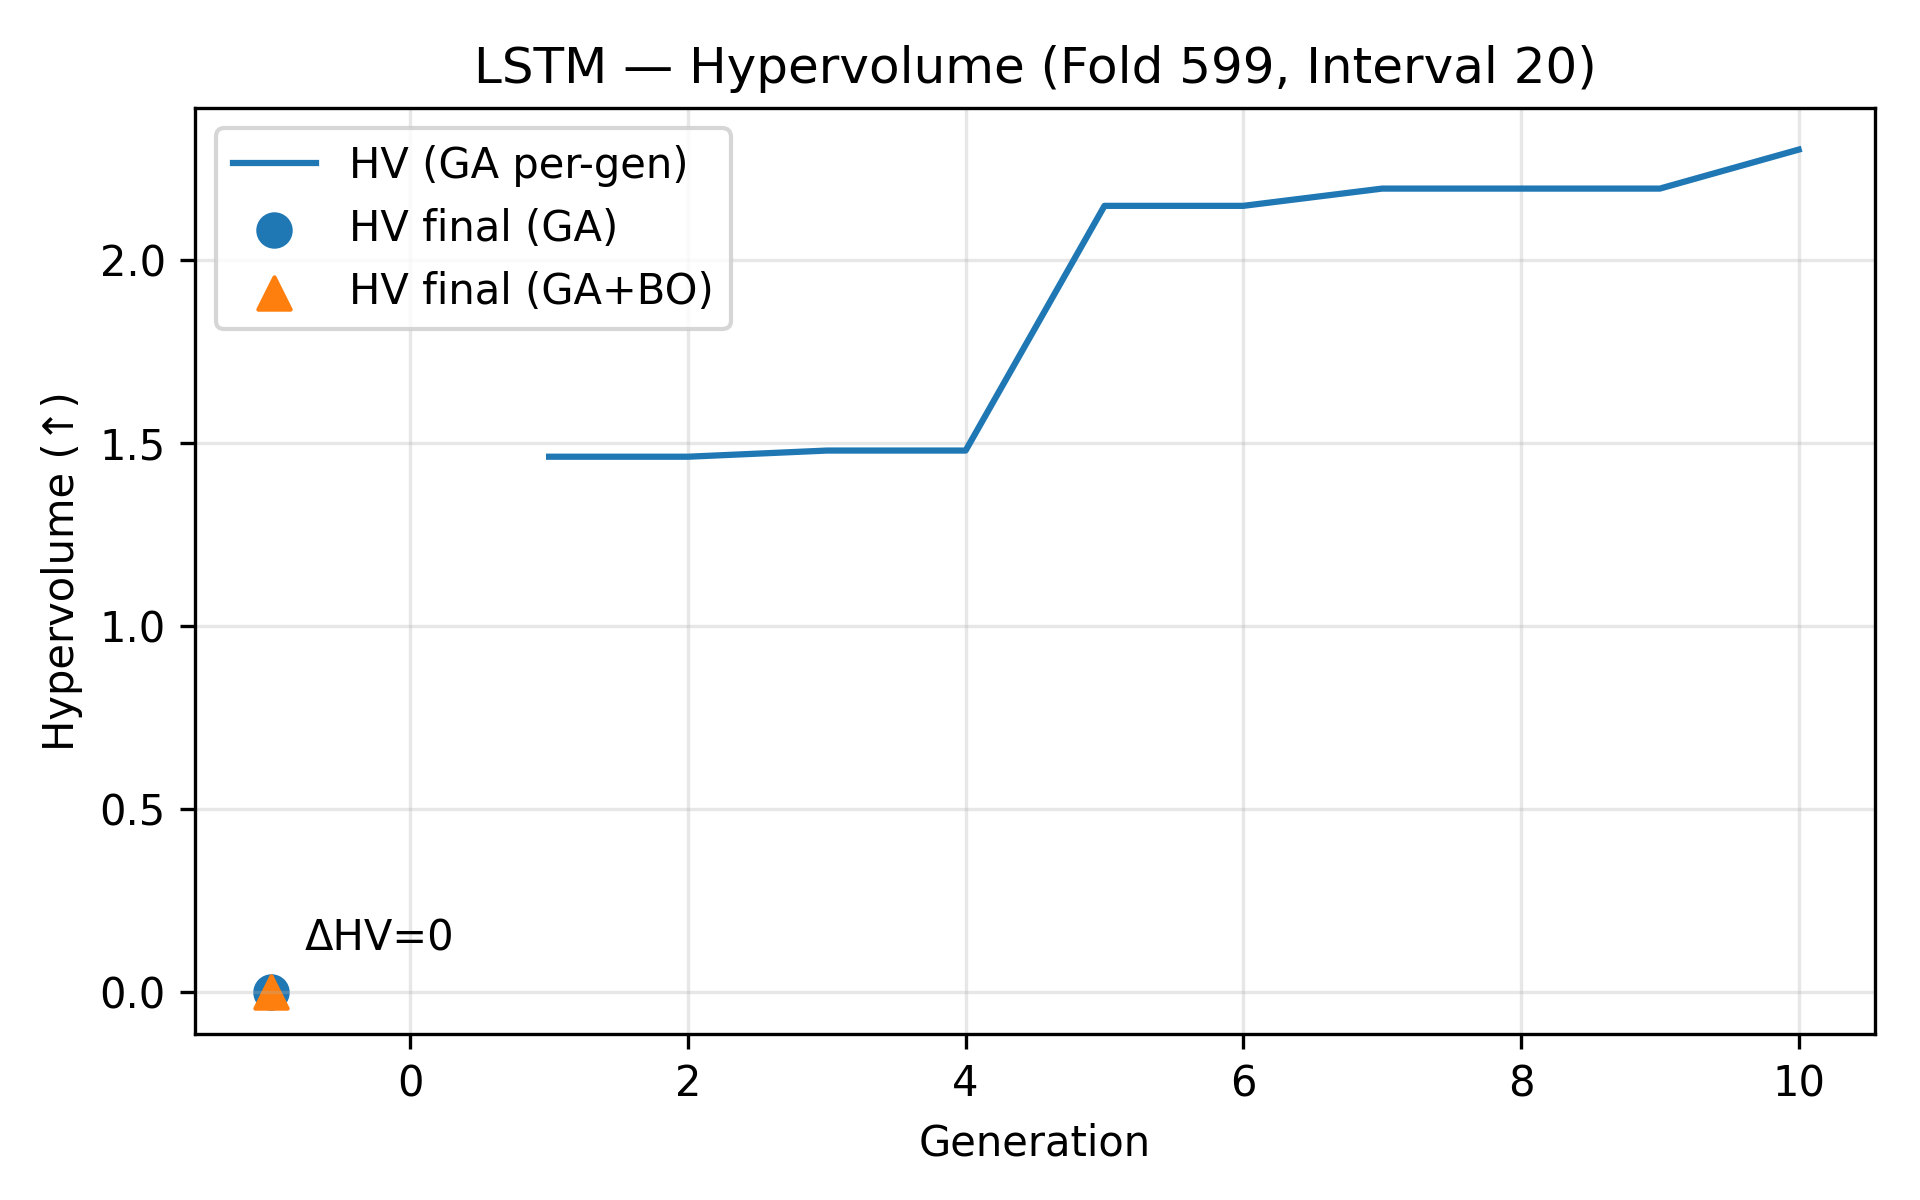 LSTM — Hypervolume (Fold 599, Interval 20)
HV (GA per-gen)
HV final (GA)
HV final (GA+BO)
Hypervolume (↑)
2.0
1.5
1.0
0.5
0.0
ΔHV=0
0
2
4
6
8
10
Generation